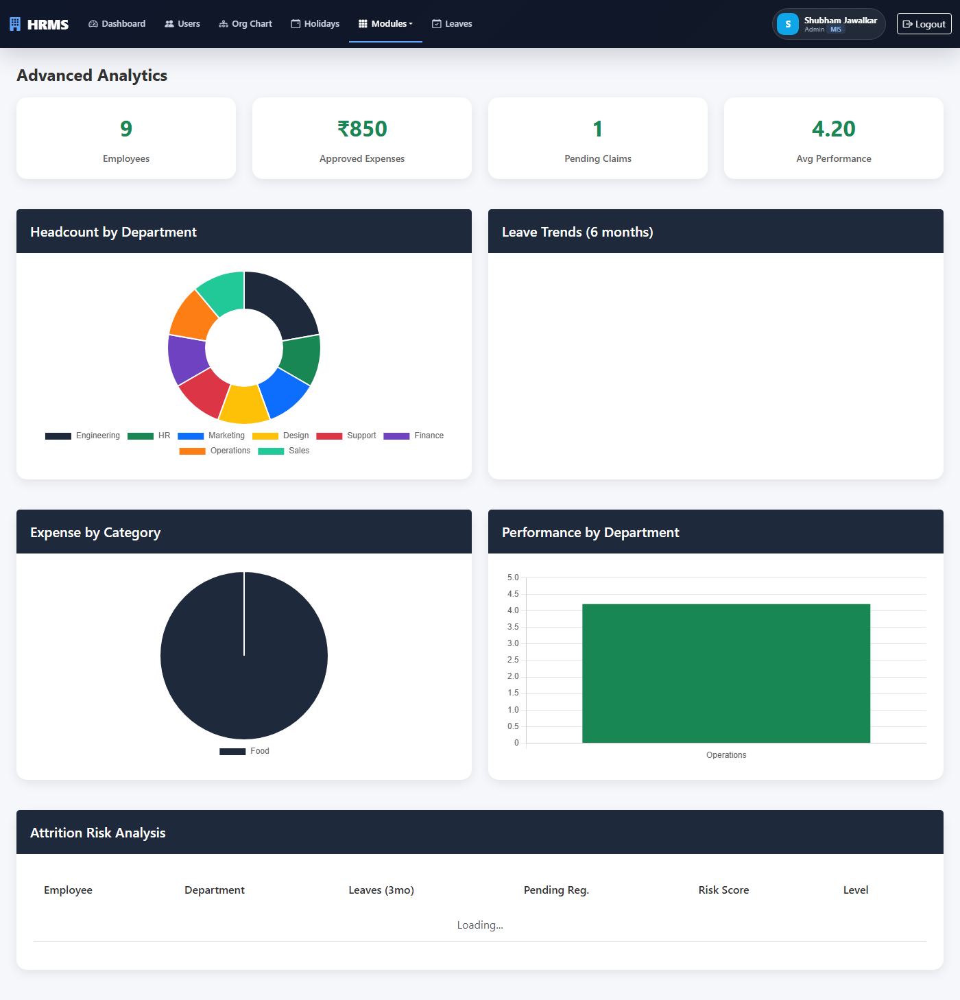 HRMS Dashboard Users Org Chart Holidays Modules Leaves S Shubham Jawalkar Logout
Admin MIS
Advanced Analytics
9 ₹850 1 4.20
Employees Approved Expenses Pending Claims Avg Performance
Headcount by Department
Engineering HR Marketing Design Support Finance
Operations Sales
Leave Trends (6 months)
Expense by Category
Food
Performance by Department
5.0
4.5
4.0
3.5
3.0
2.5
2.0
1.5
1.0
0.5
0
Operations
Attrition Risk Analysis
Employee Department Leaves (3mo) Pending Reg. Risk Score Level
Loading...